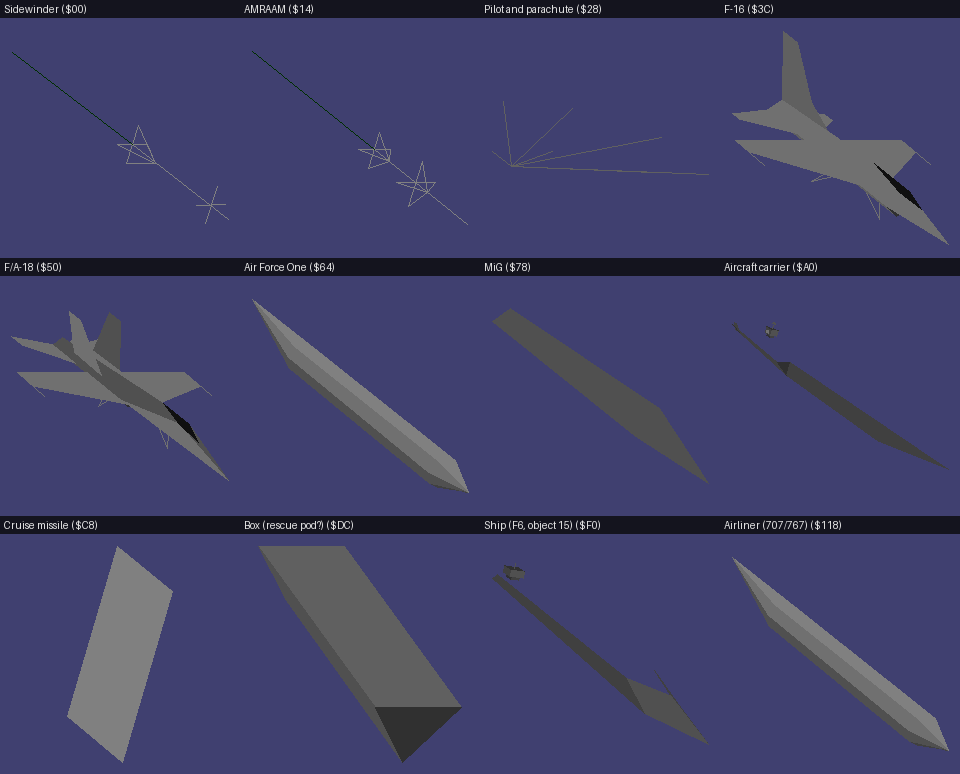 Sidewinder ($00)
AMRAAM ($14)
Pilot and parachute ($28)
F-16 ($3C)
F/A-18 ($50)
Air Force One ($64)
MiG ($78)
Aircraft carrier ($A0)
Cruise missile ($C8)
Box (rescue pod?) ($DC)
Ship (F6, object 15) ($F0)
Airliner (707/767) ($118)